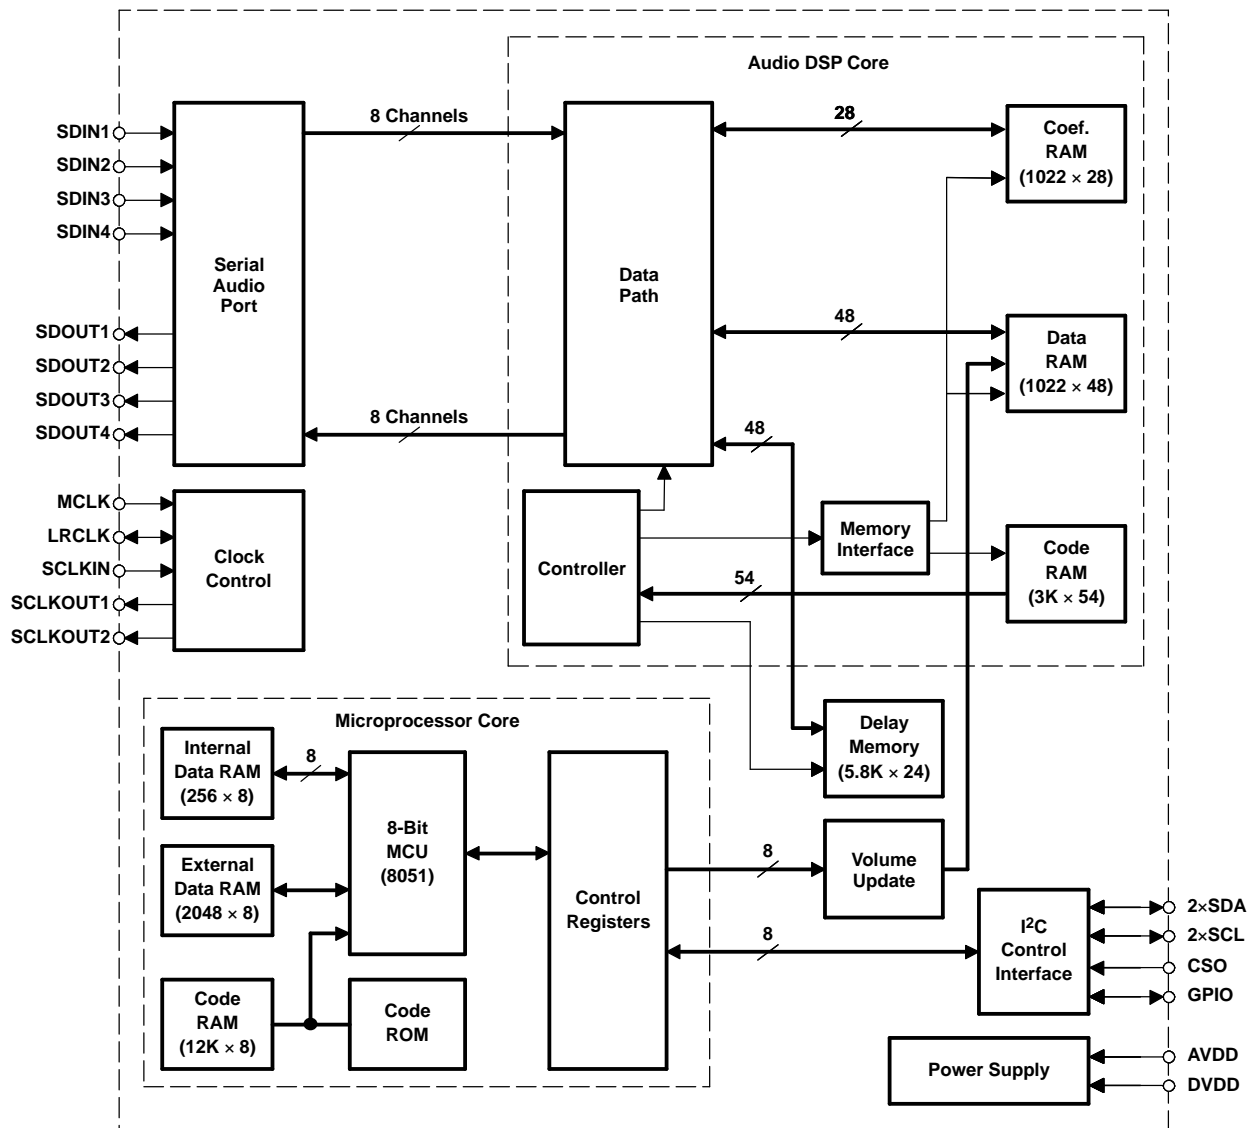 Audio DSP Core
SDIN1
SDIN2
SDIN3
SDIN4
SDOUT1
SDOUT2
SDOUT3
SDOUT4
Serial
Audio
Port
8 Channels
8 Channels
Data
Path
28
48
48
Coef.
RAM
(1022 × 28)
Data
RAM
(1022 × 48)
MCLK
LRCLK
SCLKIN
SCLKOUT1
SCLKOUT2
Clock
Control
Controller
Memory
Interface
54
Code
RAM
(3K × 54)
Microprocessor Core
Internal
Data RAM
(256 × 8)
8
External
Data RAM
(2048 × 8)
Code
RAM
(12K × 8)
8-Bit
MCU
(8051)
Code
ROM
Control
Registers
Delay
Memory
(5.8K × 24)
8
Volume
Update
8
I²C
Control
Interface
2×SDA
2×SCL
CSO
GPIO
Power Supply
AVDD
DVDD